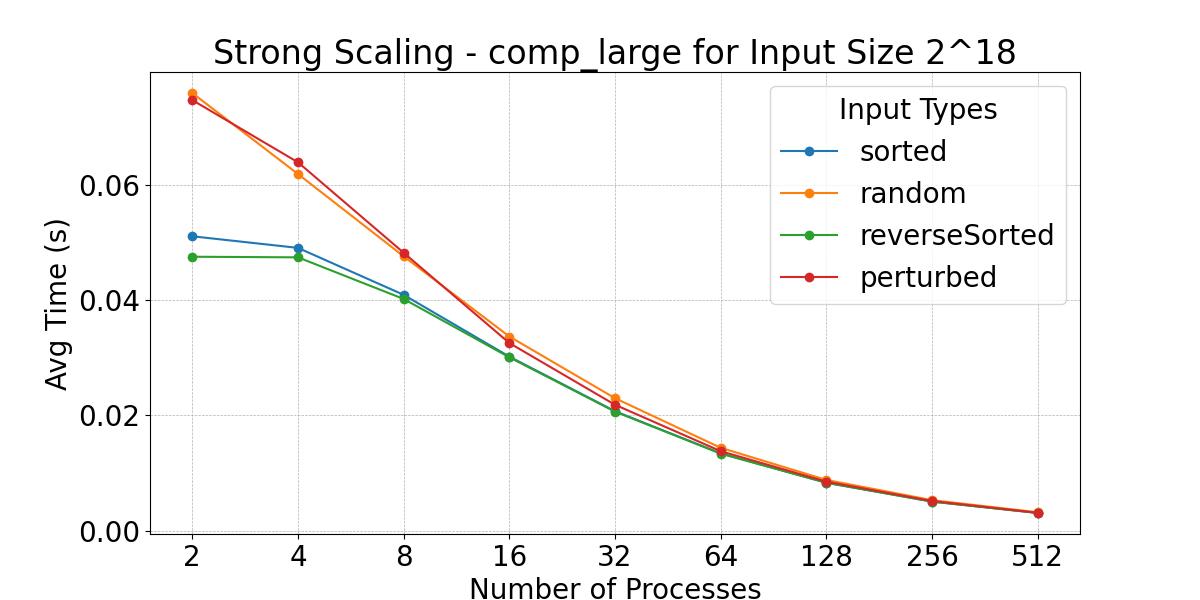 Strong Scaling - comp_large for Input Size 2^18
Input Types
sorted
random
reverseSorted
perturbed
Avg Time (s)
0.06
0.04
0.02
0.00
2 4 8 16 32 64 128 256 512
Number of Processes